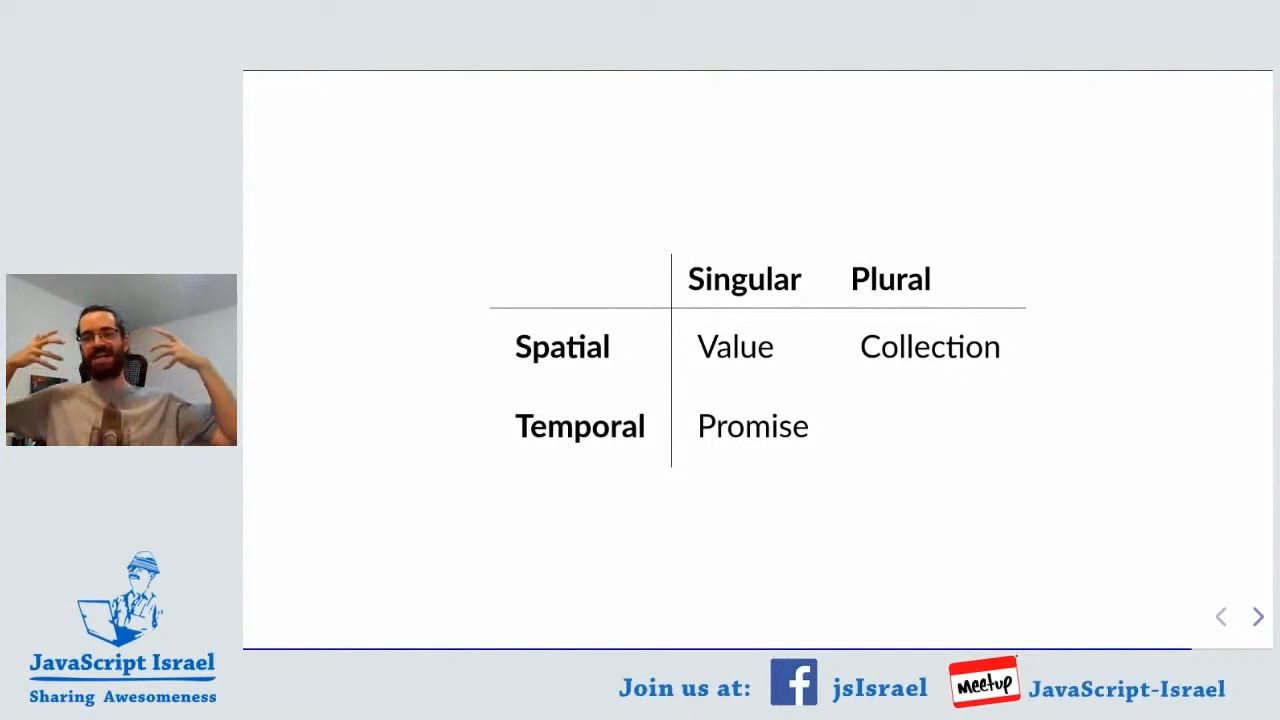 Singular Plural
Spatial Value Collection
Temporal Promise
JavaScript Israel
Sharing Awesomeness
Join us at: f jsIsrael Meetup JavaScript-Israel